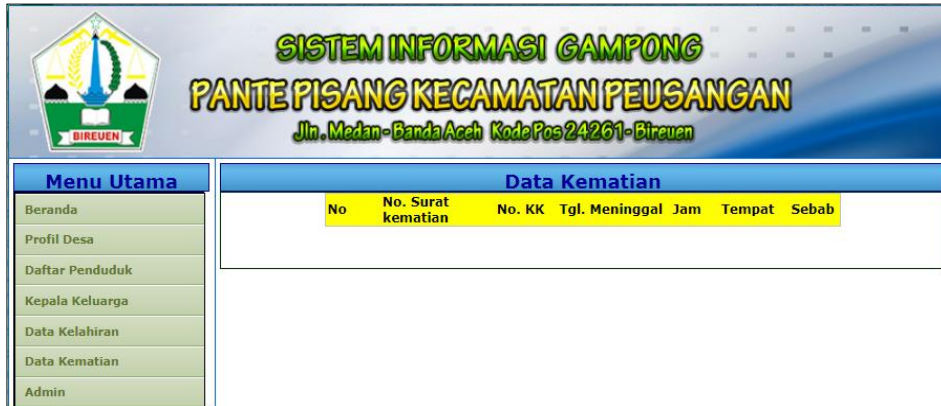 SISTEM INFORMASI GAMPONG
PANTE PISANG KECAMATAN PEUSANGAN
Jln. Medan - Banda Aceh Kode Pos 24261 - Bireuen
BIREUEN
Menu Utama
Beranda
Profil Desa
Daftar Penduduk
Kepala Keluarga
Data Kelahiran
Data Kematian
Admin
Data Kematian
No No. Surat kematian No. KK Tgl. Meninggal Jam Tempat Sebab